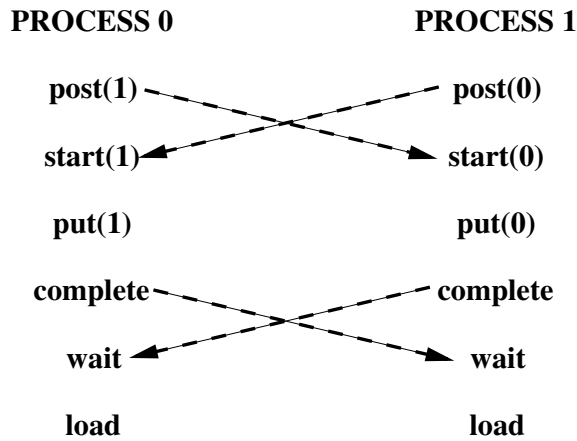 PROCESS 0 PROCESS 1
post(1) post(0)
start(1) start(0)
put(1) put(0)
complete complete
wait wait
load load